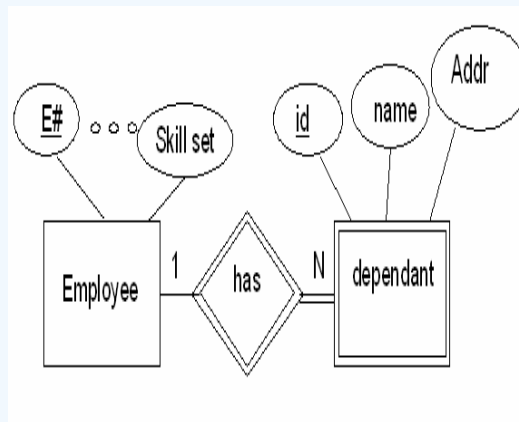 Addr
E#
Skill set
id
name
Employee
1
has
N
dependant